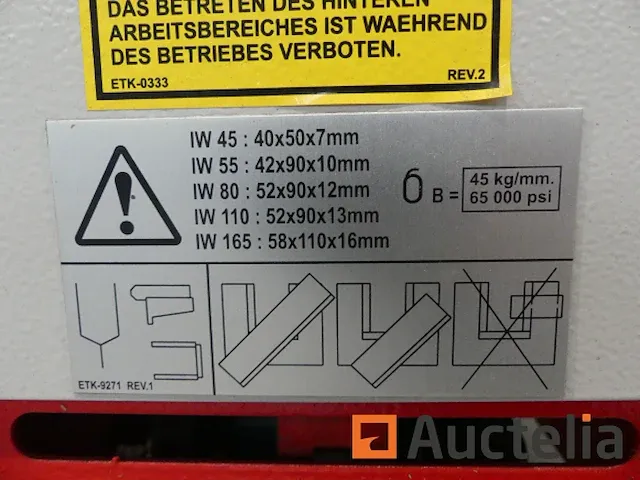 DAS BETRETEN DES HINTEREN
ARBEITSBEREICHES IST WAEHREND
DES BETRIEBES VERBOTEN.
ETK-0333 REV.2
IW 45 : 40x50x7mm
IW 55 : 42x90x10mm
IW 80 : 52x90x12mm
IW 110 : 52x90x13mm
IW 165 : 58x110x16mm
б B = 45 kg/mm.
65 000 psi
ETK-9271 REV.1
Auctelia